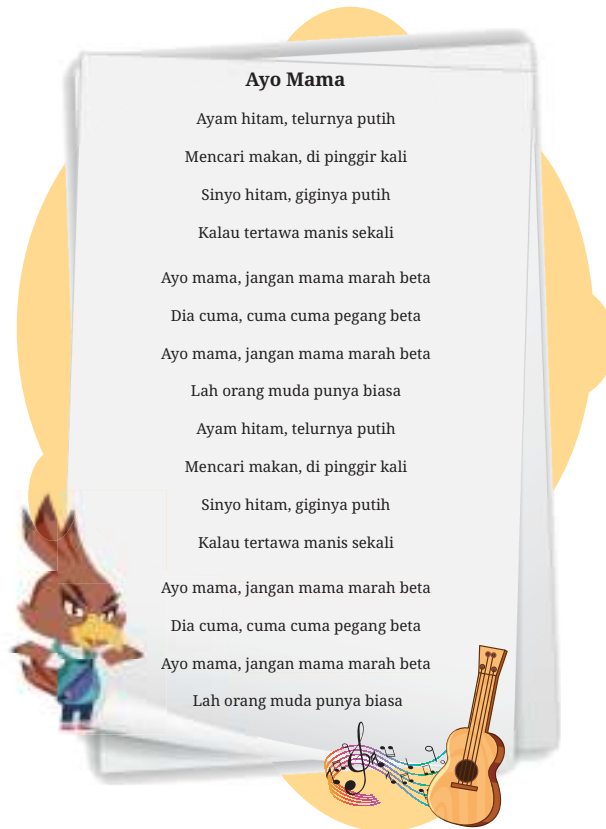 Ayo Mama
Ayam hitam, telurnya putih
Mencari makan, di pinggir kali
Sinyo hitam, giginya putih
Kalau tertawa manis sekali
Ayo mama, jangan mama marah beta
Dia cuma, cuma cuma pegang beta
Ayo mama, jangan mama marah beta
Lah orang muda punya biasa
Ayam hitam, telurnya putih
Mencari makan, di pinggir kali
Sinyo hitam, giginya putih
Kalau tertawa manis sekali
Ayo mama, jangan mama marah beta
Dia cuma, cuma cuma pegang beta
Ayo mama, jangan mama marah beta
Lah orang muda punya biasa